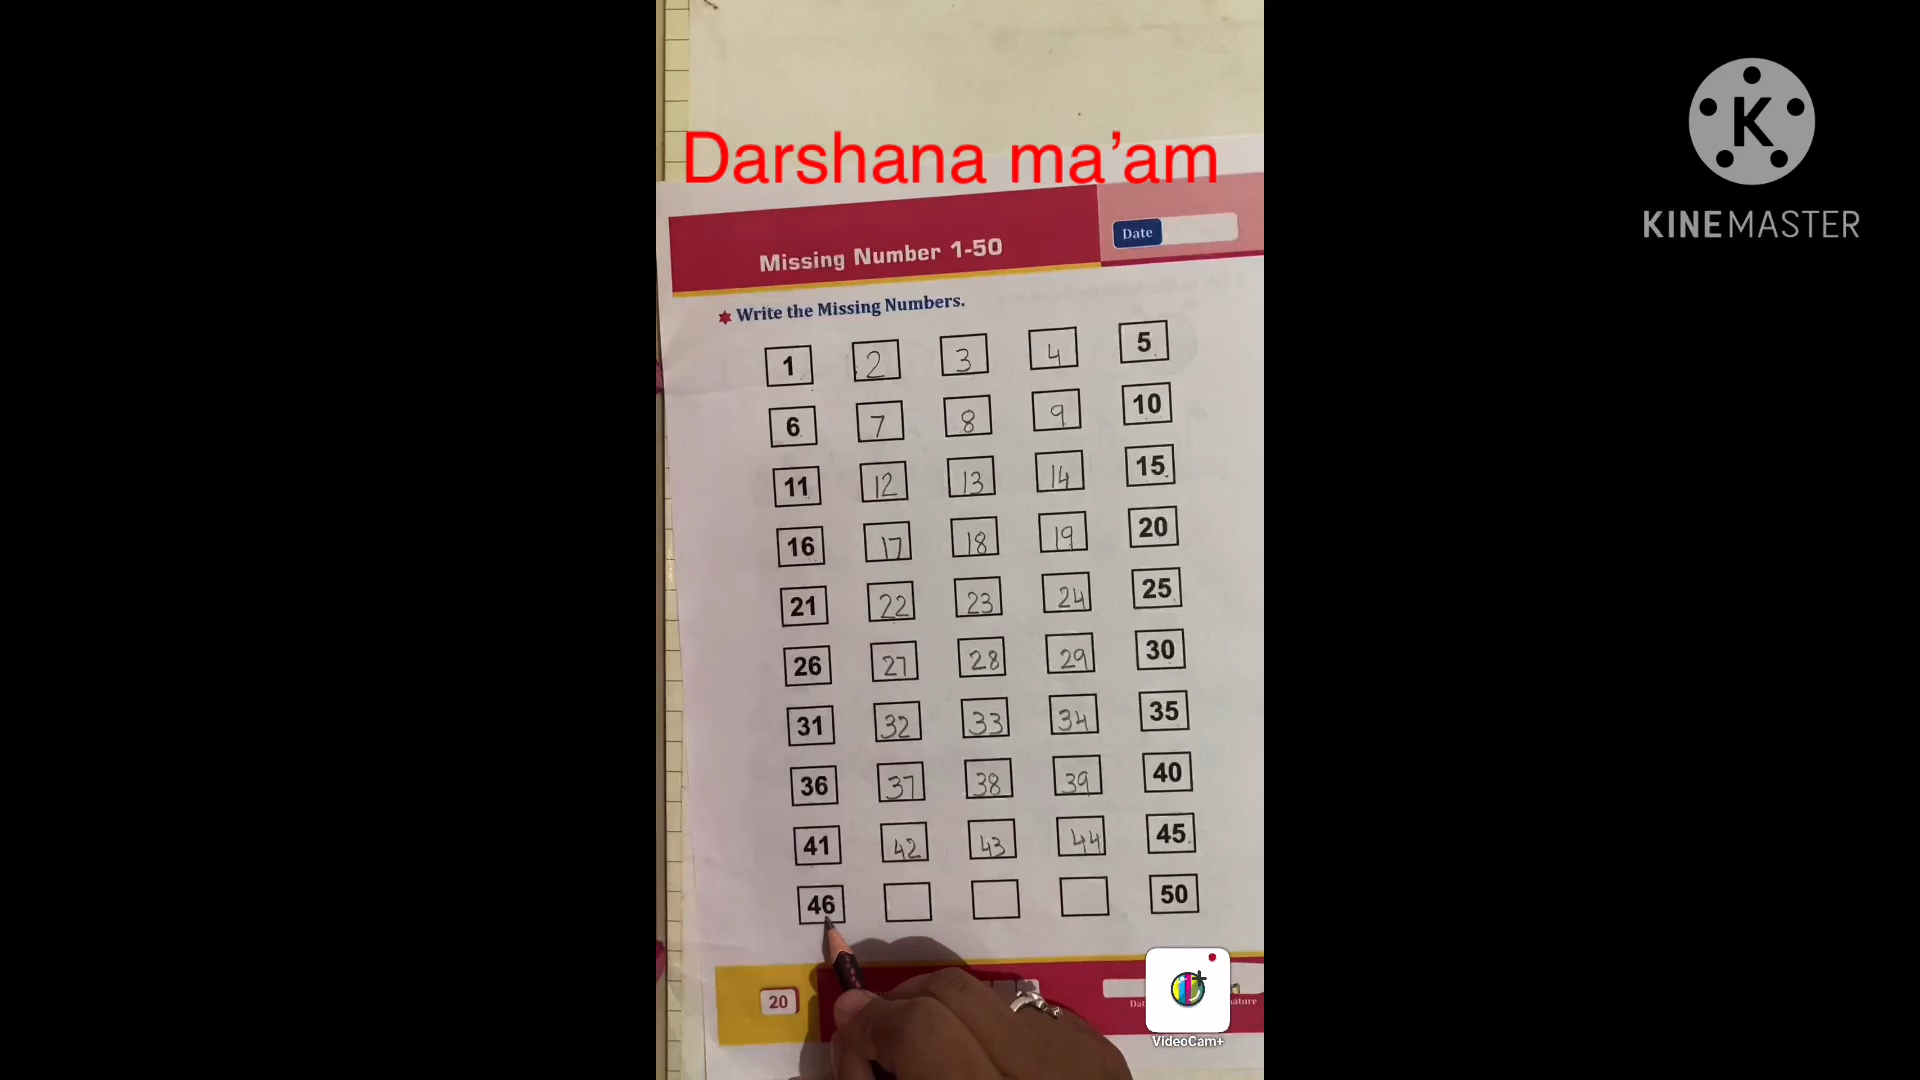 KINEMASTER
Darshana ma’am
Missing Number 1-50
Date
Write the Missing Numbers.
1 2 3 4 5
6 7 8 9 10
11 12 13 14 15
16 17 18 19 20
21 22 23 24 25
26 27 28 29 30
31 32 33 34 35
36 37 38 39 40
41 42 43 44 45
46 50
20
VideoCam+